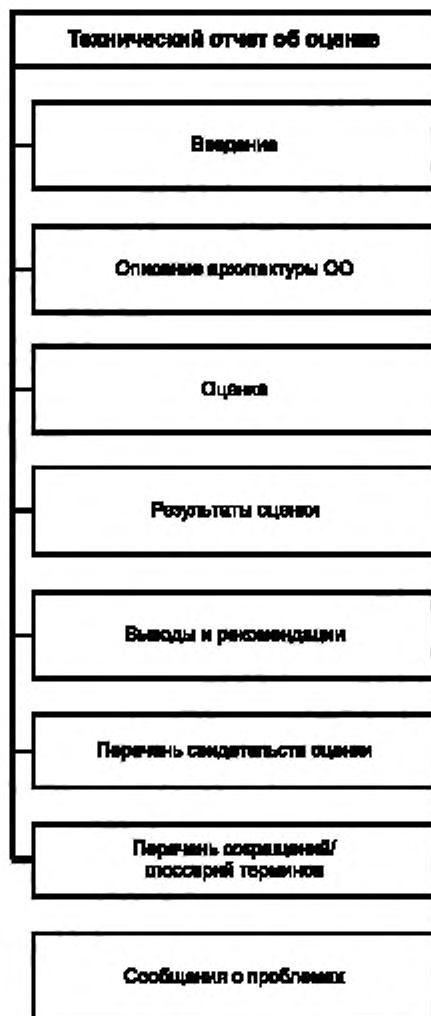 Технический отчет об оценке
Введение
Описание архитектуры ОО
Оценка
Результаты оценки
Выводы и рекомендации
Перечень свидетельств оценки
Перечень сокращений/
глоссарий терминов
Сообщения о проблемах